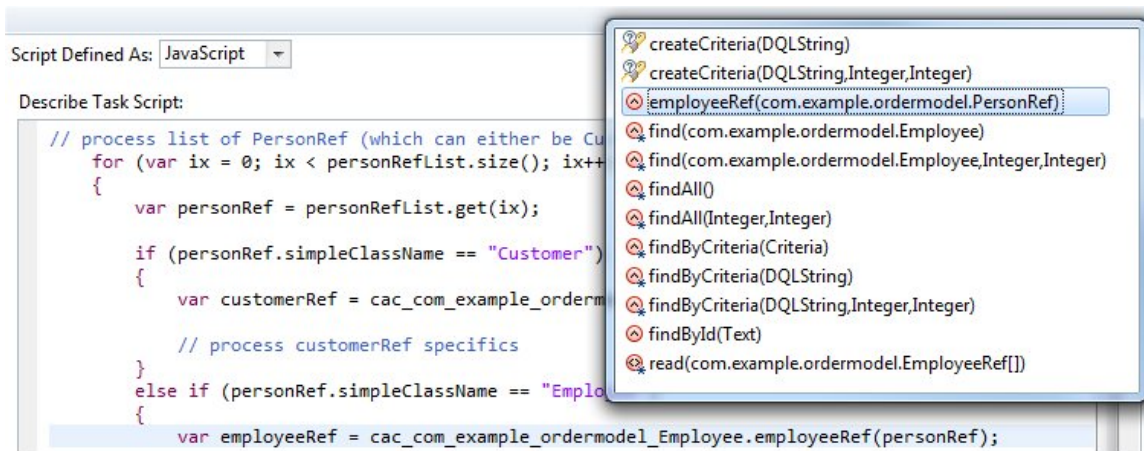 Script Defined As: JavaScript
Describe Task Script:
// process list of PersonRef (which can either be Cu
for (var ix = 0; ix < personRefList.size(); ix++
{
var personRef = personRefList.get(ix);
if (personRef.simpleClassName == "Customer")
{
var customerRef = cac_com_example_orderm
// process customerRef specifics
}
else if (personRef.simpleClassName == "Emplo
{
var employeeRef = cac_com_example_ordermodel_Employee.employeeRef(personRef);
createCriteria(DQLString)
createCriteria(DQLString,Integer,Integer)
employeeRef(com.example.ordermodel.PersonRef)
find(com.example.ordermodel.Employee)
find(com.example.ordermodel.Employee,Integer,Integer)
findAll()
findAll(Integer,Integer)
findByCriteria(Criteria)
findByCriteria(DQLString)
findByCriteria(DQLString,Integer,Integer)
findById(Text)
read(com.example.ordermodel.EmployeeRef[])